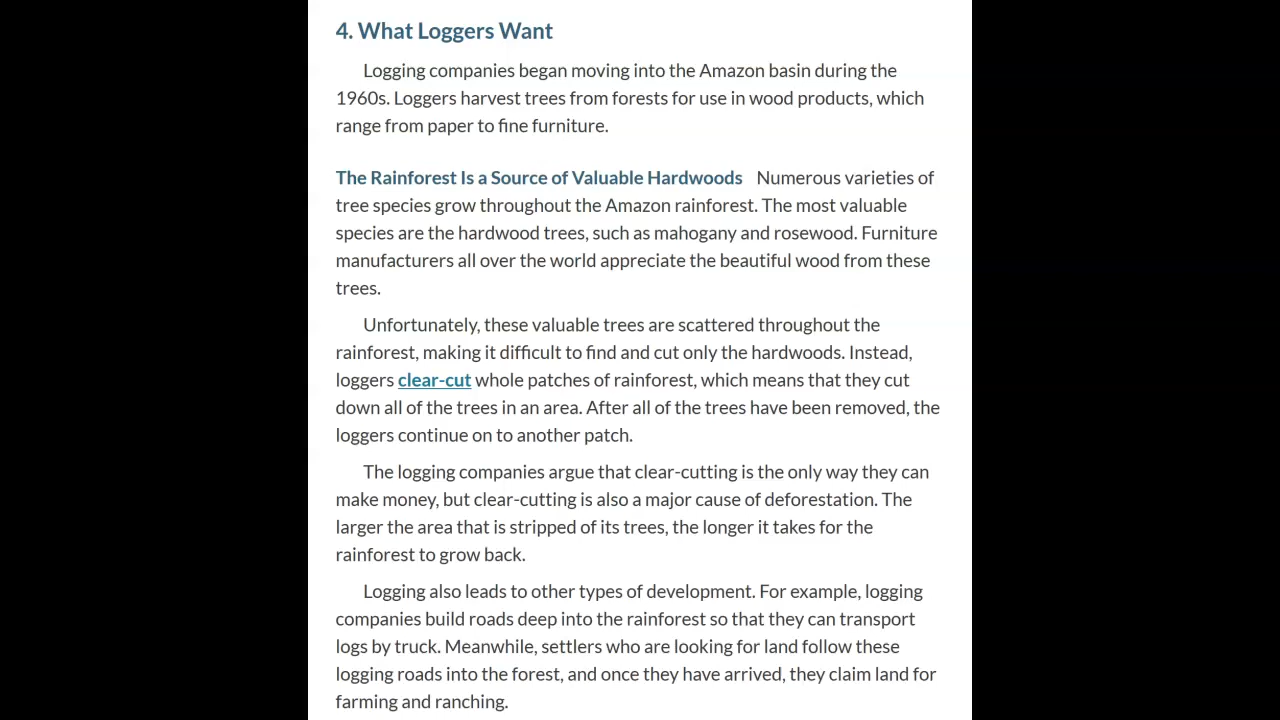 4. What Loggers Want
Logging companies began moving into the Amazon basin during the
1960s. Loggers harvest trees from forests for use in wood products, which
range from paper to fine furniture.
The Rainforest Is a Source of Valuable Hardwoods Numerous varieties of
tree species grow throughout the Amazon rainforest. The most valuable
species are the hardwood trees, such as mahogany and rosewood. Furniture
manufacturers all over the world appreciate the beautiful wood from these
trees.
Unfortunately, these valuable trees are scattered throughout the
rainforest, making it difficult to find and cut only the hardwoods. Instead,
loggers clear-cut whole patches of rainforest, which means that they cut
down all of the trees in an area. After all of the trees have been removed, the
loggers continue on to another patch.
The logging companies argue that clear-cutting is the only way they can
make money, but clear-cutting is also a major cause of deforestation. The
larger the area that is stripped of its trees, the longer it takes for the
rainforest to grow back.
Logging also leads to other types of development. For example, logging
companies build roads deep into the rainforest so that they can transport
logs by truck. Meanwhile, settlers who are looking for land follow these
logging roads into the forest, and once they have arrived, they claim land for
farming and ranching.